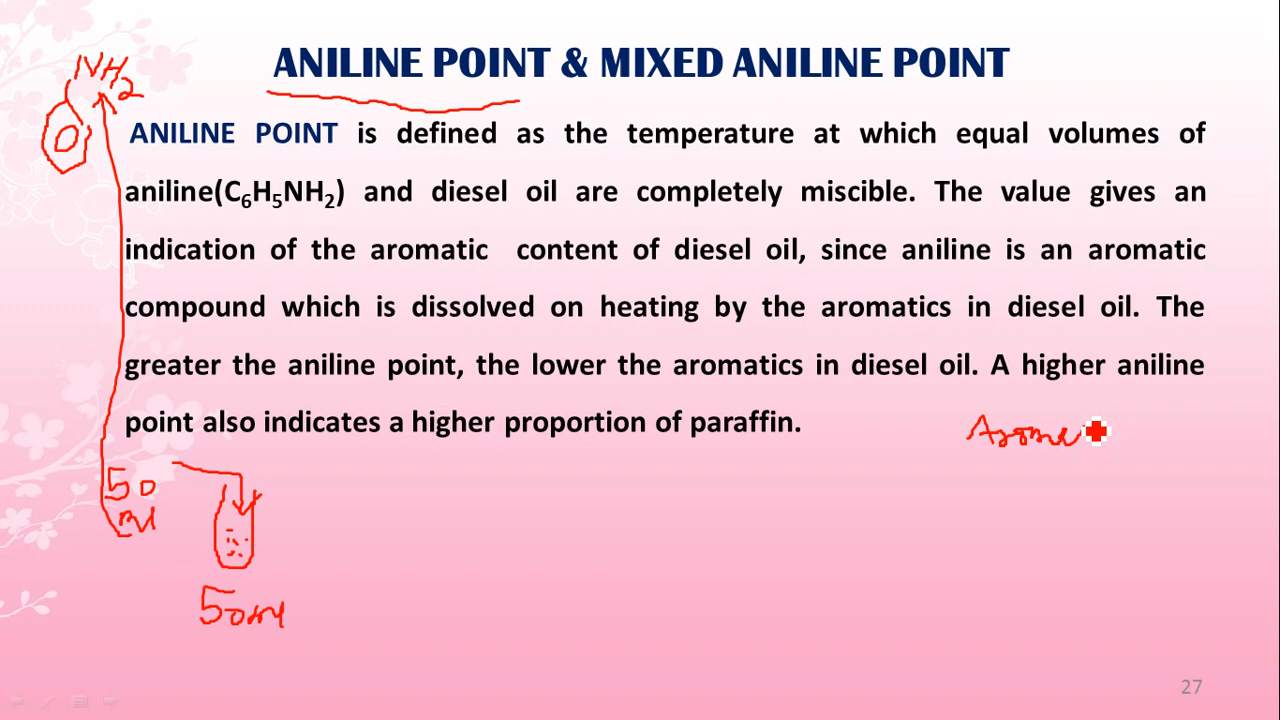 ANILINE POINT & MIXED ANILINE POINT
NH2
ANILINE POINT is defined as the temperature at which equal volumes of
aniline(C₆H₅NH₂) and diesel oil are completely miscible. The value gives an
indication of the aromatic content of diesel oil, since aniline is an aromatic
compound which is dissolved on heating by the aromatics in diesel oil. The
greater the aniline point, the lower the aromatics in diesel oil. A higher aniline
point also indicates a higher proportion of paraffin.
50
ml
50ml
27